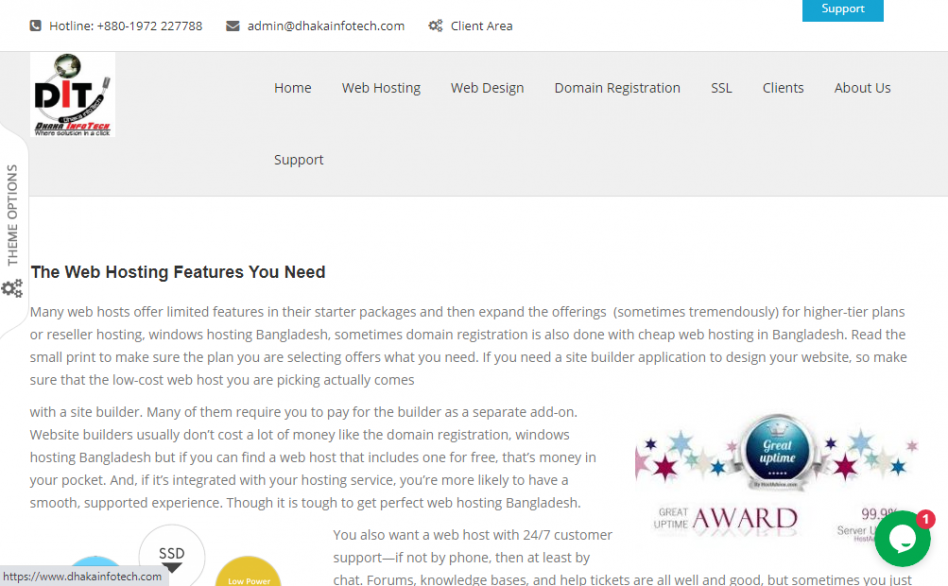 Support
Hotline: +880-1972 227788 admin@dhakainfotech.com Client Area
DIT
Dhaka InfoTech
DHAKA INFOTECH
Where solution in a click
Home Web Hosting Web Design Domain Registration SSL Clients About Us
Support
THEME OPTIONS
The Web Hosting Features You Need
Many web hosts offer limited features in their starter packages and then expand the offerings (sometimes tremendously) for higher-tier plans
or reseller hosting, windows hosting Bangladesh, sometimes domain registration is also done with cheap web hosting in Bangladesh. Read the
small print to make sure the plan you are selecting offers what you need. If you need a site builder application to design your website, so make
sure that the low-cost web host you are picking actually comes
with a site builder. Many of them require you to pay for the builder as a separate add-on.
Website builders usually don’t cost a lot of money like the domain registration, windows
hosting Bangladesh but if you can find a web host that includes one for free, that’s money in
your pocket. And, if it’s integrated with your hosting service, you’re more likely to have a
smooth, supported experience. Though it is tough to get perfect web hosting Bangladesh.
Great
uptime
GREAT
UPTIME AWARD
99.9%
Server
You also want a web host with 24/7 customer
support—if not by phone, then at least by
chat. Forums, knowledge bases, and help tickets are all well and good, but sometimes you just
SSD
Low Power
1
https://www.dhakainfotech.com